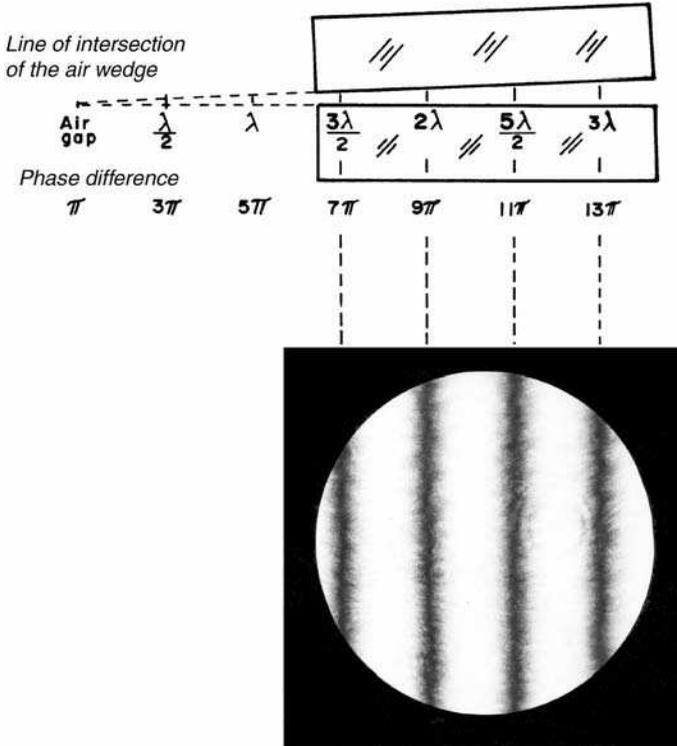 Line of intersection
of the air wedge
Air
gap
λ/2
λ
3λ/2
2λ
5λ/2
3λ
Phase difference
π 3π 5π 7π 9π 11π 13π